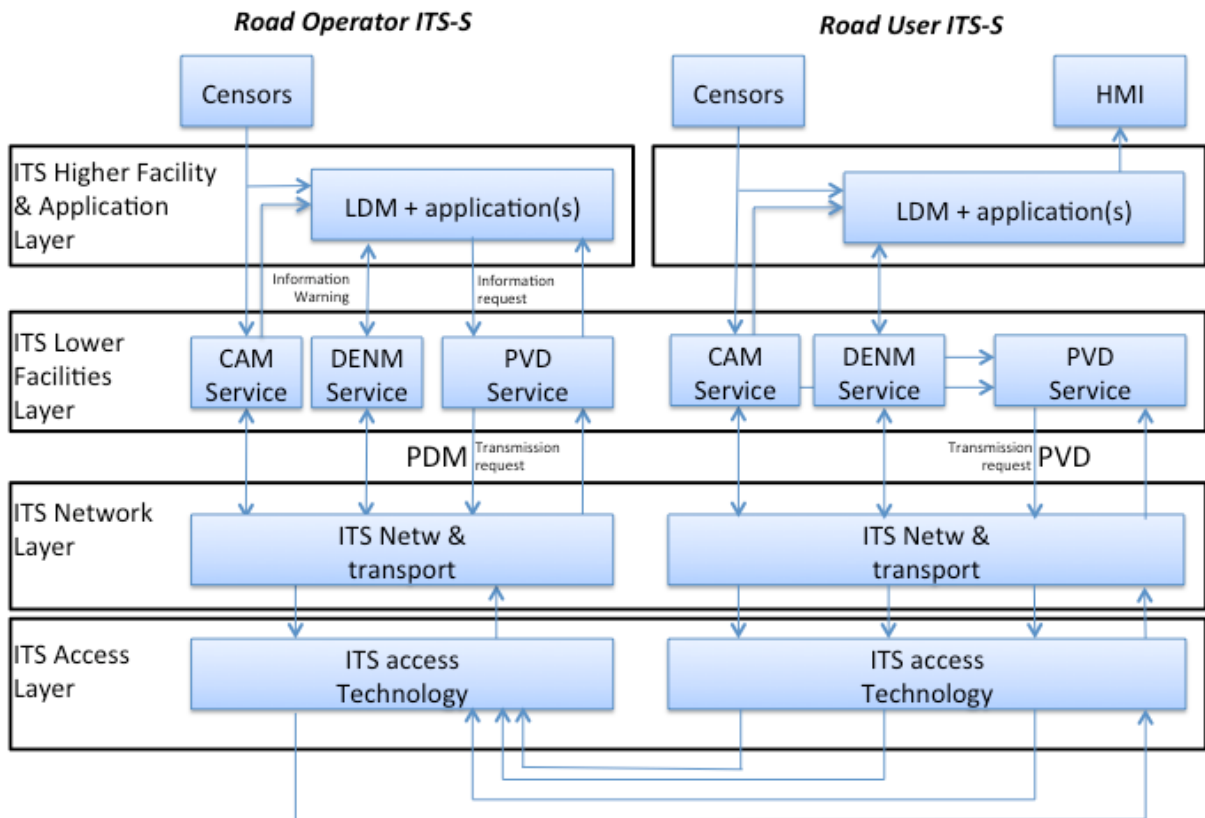 Road Operator ITS-S
Road User ITS-S
Censors
Censors
HMI
ITS Higher Facility
& Application
Layer
LDM + application(s)
LDM + application(s)
Information
Warning
Information
request
ITS Lower
Facilities
Layer
CAM
Service
DENM
Service
PVD
Service
CAM
Service
DENM
Service
PVD
Service
PDM
Transmission
request
Transmission
request
PVD
ITS Network
Layer
ITS Netw &
transport
ITS Netw &
transport
ITS Access
Layer
ITS access
Technology
ITS access
Technology